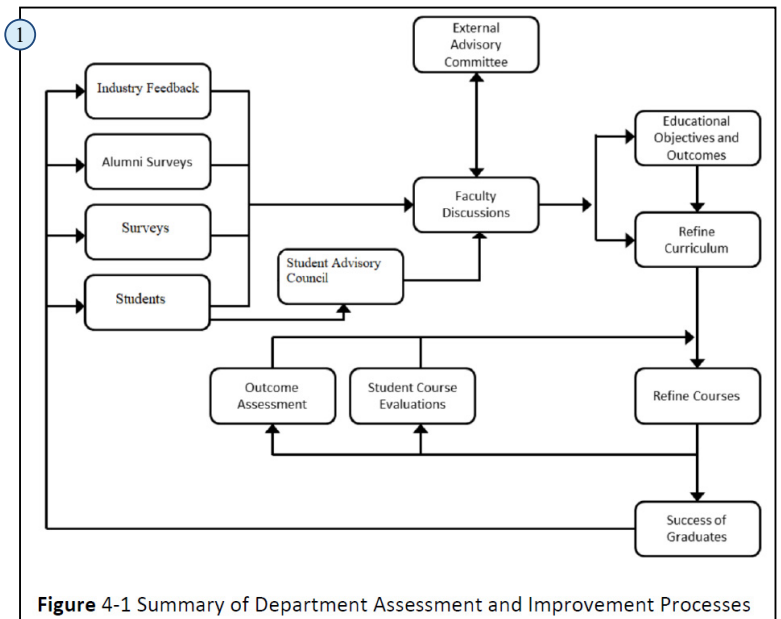 1
External
Advisory
Committee
Industry Feedback
Educational
Objectives and
Outcomes
Alumni Surveys
Faculty
Discussions
Surveys
Refine
Curriculum
Student Advisory
Council
Students
Outcome
Assessment
Student Course
Evaluations
Refine Courses
Success of
Graduates
Figure 4-1 Summary of Department Assessment and Improvement Processes